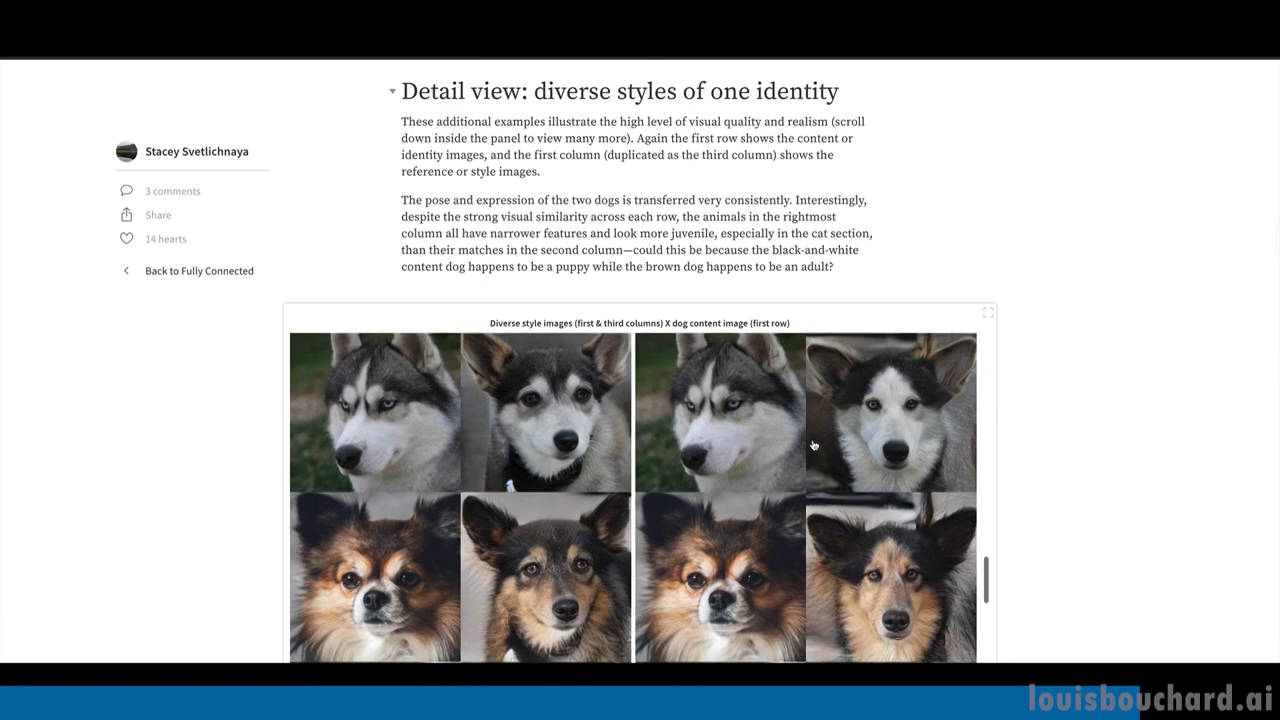 Detail view: diverse styles of one identity
These additional examples illustrate the high level of visual quality and realism (scroll
down inside the panel to view many more). Again the first row shows the content or
identity images, and the first column (duplicated as the third column) shows the
reference or style images.
The pose and expression of the two dogs is transferred very consistently. Interestingly,
despite the strong visual similarity across each row, the animals in the rightmost
column all have narrower features and look more juvenile, especially in the cat section,
than their matches in the second column—could this be because the black-and-white
content dog happens to be a puppy while the brown dog happens to be an adult?
Stacey Svetlichnaya
3 comments
Share
14 hearts
Back to Fully Connected
Diverse style images (first & third columns) X dog content image (first row)
louisbouchard.ai